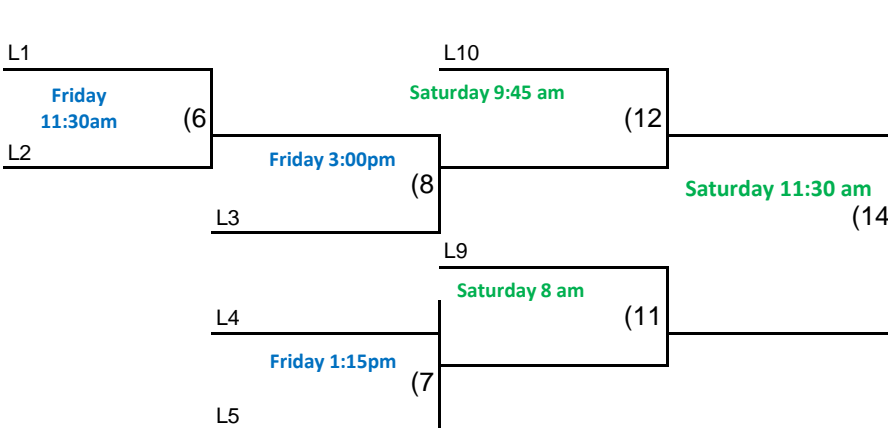 L1
L10
Friday
11:30am
(6
Saturday 9:45 am
(12
L2
Friday 3:00pm
(8
Saturday 11:30 am
(14
L3
L9
Saturday 8 am
(11
L4
Friday 1:15pm
(7
L5